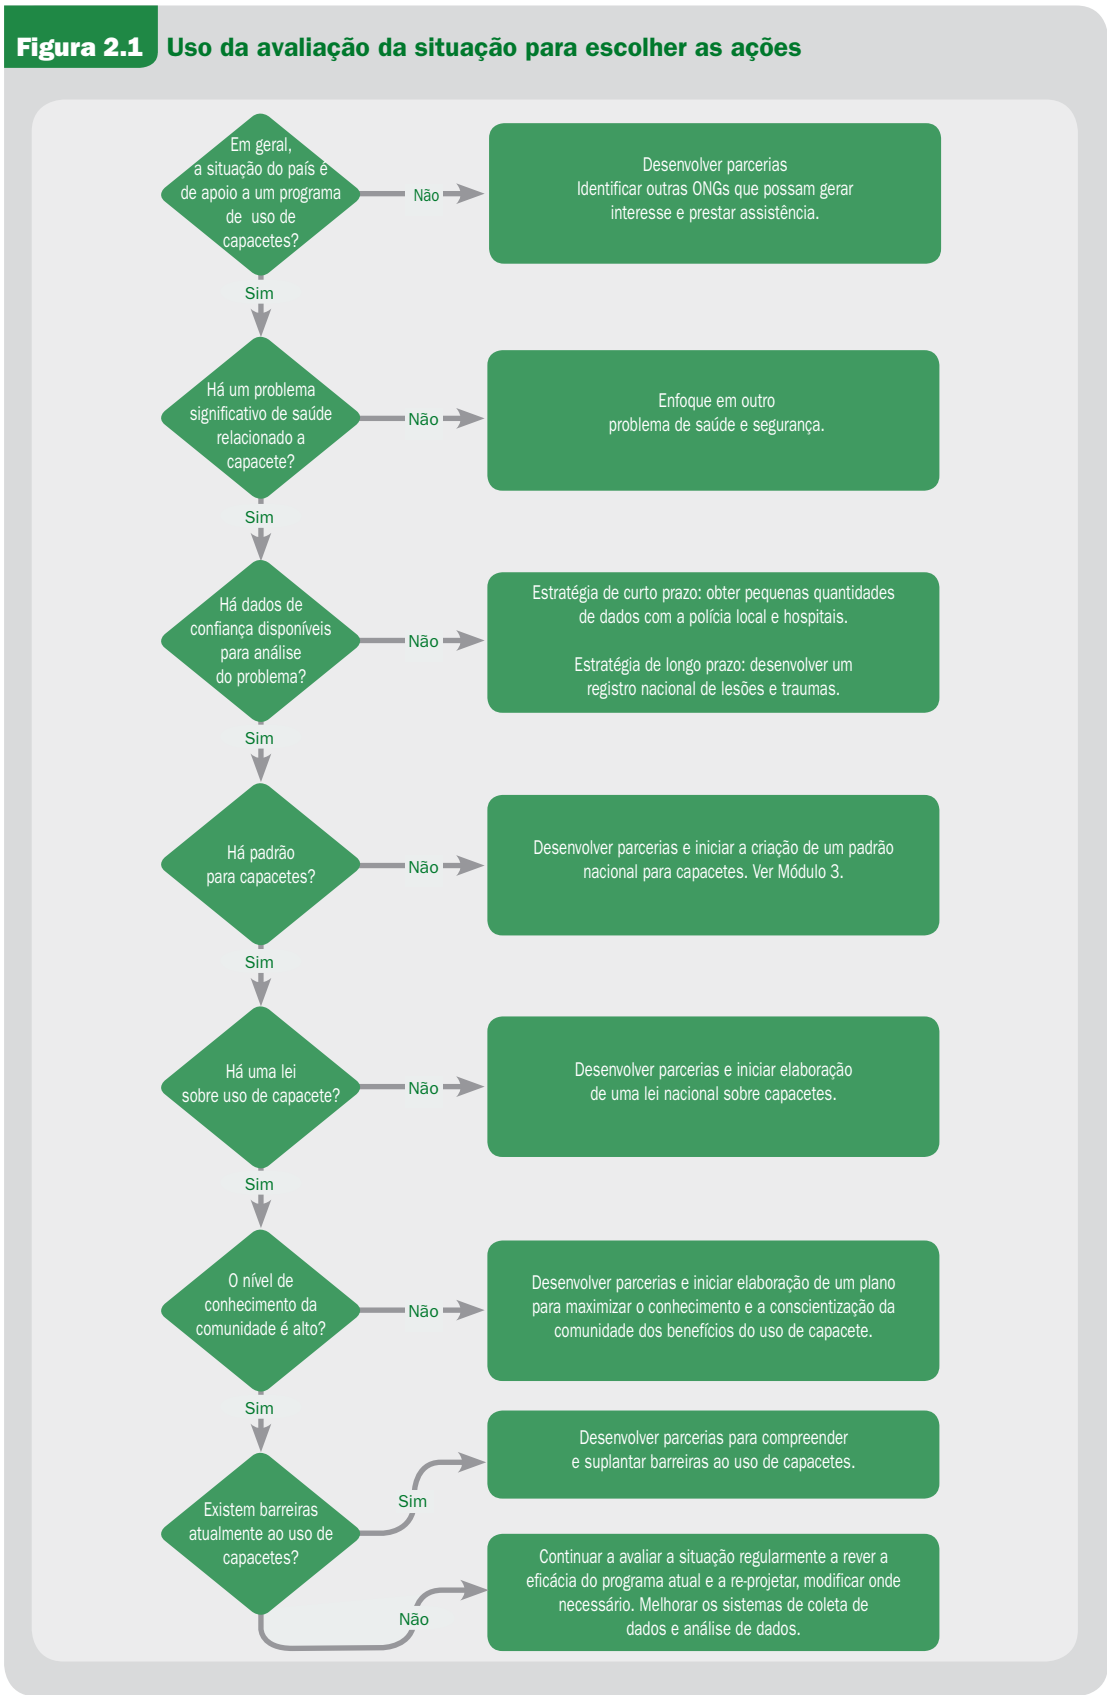 Figura 2.1 Uso da avaliação da situação para escolher as ações
Em geral,
a situação do país é
de apoio a um programa
de uso de
capacetes?
Não
Desenvolver parcerias
Identificar outras ONGs que possam gerar
interesse e prestar assistência.
Sim
Há um problema
significativo de saúde
relacionado a
capacete?
Não
Enfoque em outro
problema de saúde e segurança.
Sim
Há dados de
confiança disponíveis
para análise
do problema?
Não
Estratégia de curto prazo: obter pequenas quantidades
de dados com a polícia local e hospitais.
Estratégia de longo prazo: desenvolver um
registro nacional de lesões e traumas.
Sim
Há padrão
para capacetes?
Não
Desenvolver parcerias e iniciar a criação de um padrão
nacional para capacetes. Ver Módulo 3.
Sim
Há uma lei
sobre uso de capacete?
Não
Desenvolver parcerias e iniciar elaboração
de uma lei nacional sobre capacetes.
Sim
O nível de
conhecimento da
comunidade é alto?
Não
Desenvolver parcerias e iniciar elaboração de um plano
para maximizar o conhecimento e a conscientização da
comunidade dos benefícios do uso de capacete.
Sim
Existem barreiras
atualmente ao uso de
capacetes?
Sim
Desenvolver parcerias para compreender
e suplantar barreiras ao uso de capacetes.
Não
Continuar a avaliar a situação regularmente a rever a
eficácia do programa atual e a re-projetar, modificar onde
necessário. Melhorar os sistemas de coleta de
dados e análise de dados.